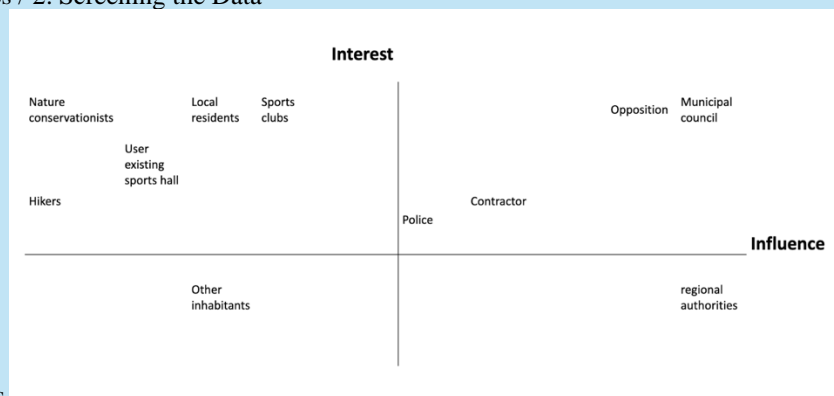 2. Screening the Data
Interest
Nature
conservationists
Local
residents
Sports
clubs
Opposition
Municipal
council
User
existing
sports hall
Hikers
Contractor
Police
Influence
Other
inhabitants
regional
authorities